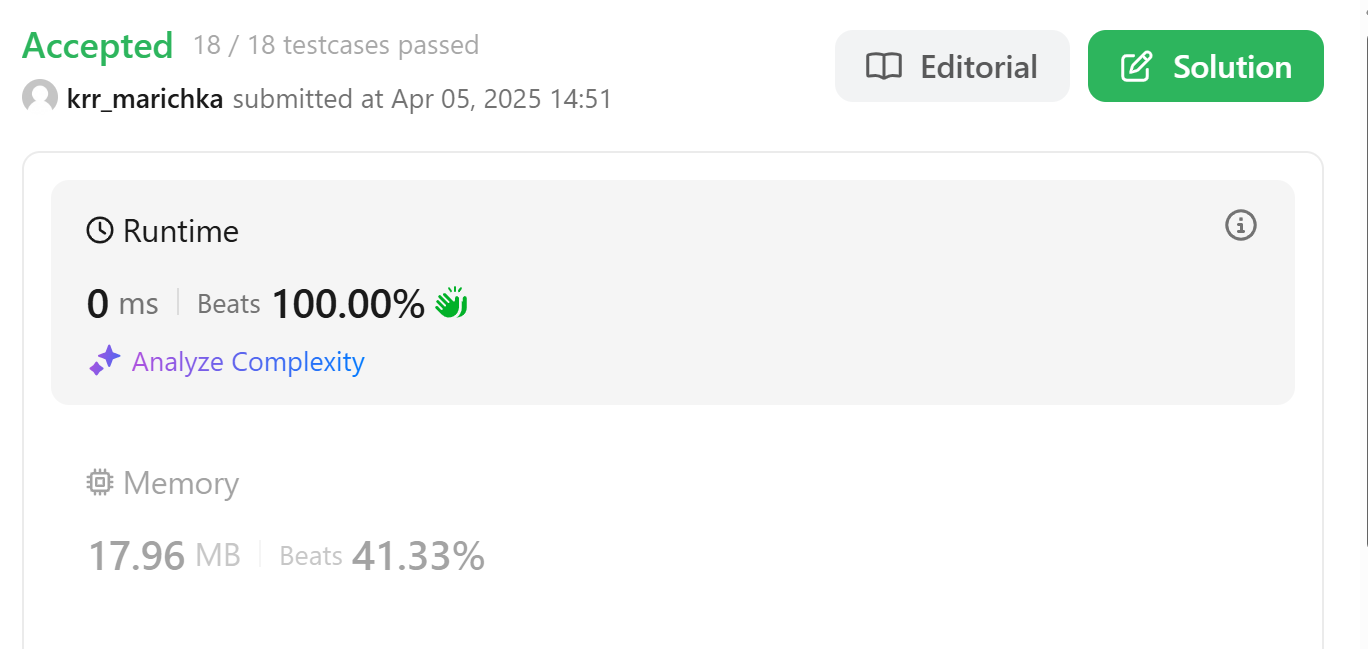 Accepted 18 / 18 testcases passed
krr_marichka submitted at Apr 05, 2025 14:51
Editorial
Solution
Runtime
0 ms Beats 100.00%
Analyze Complexity
Memory
17.96 MB Beats 41.33%